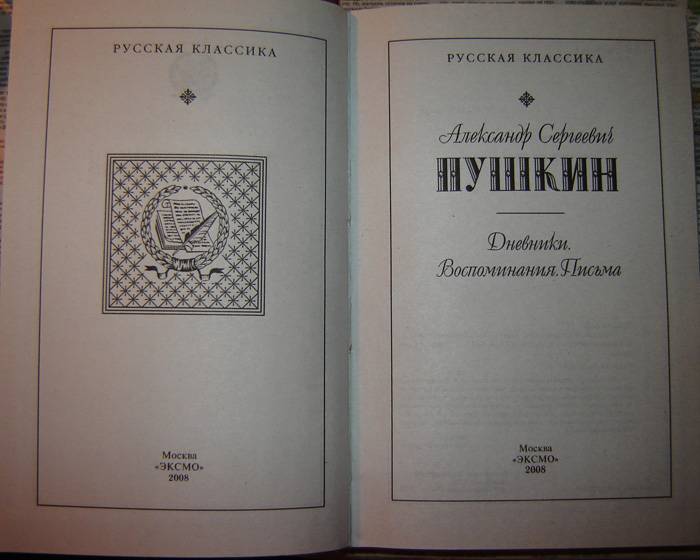 РУССКАЯ КЛАССИКА
Москва
«ЭКСМО»
2008
РУССКАЯ КЛАССИКА
Александр Сергеевич
ПУШКИН
Дневники.
Воспоминания. Письма
Москва
«ЭКСМО»
2008